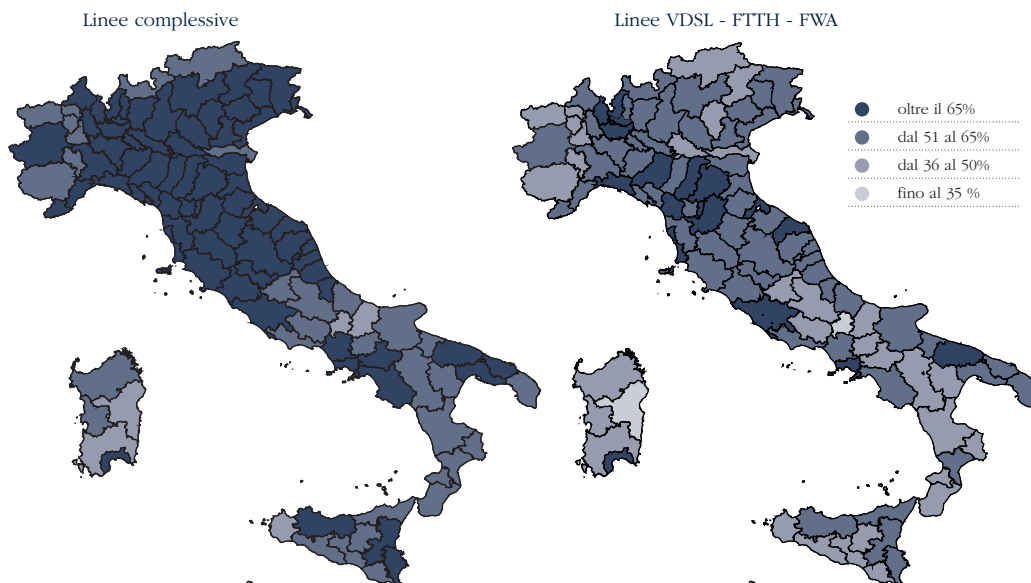 Linee complessive
Linee VDSL - FTTH - FWA
oltre il 65%
dal 51 al 65%
dal 36 al 50%
fino al 35 %